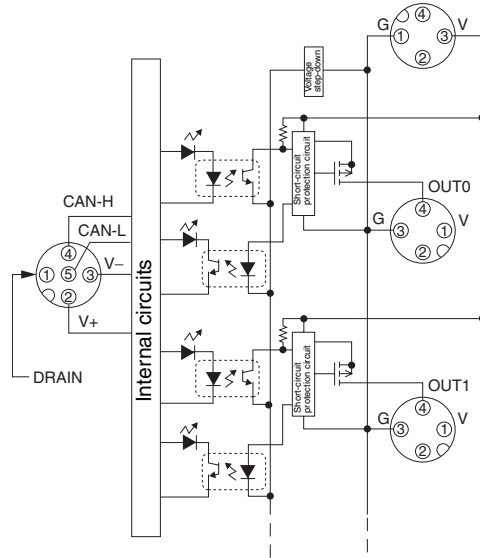 G
4
V
1
3
2
Voltage
step-down
Short-circuit
protection circuit
OUT0
CAN-H
4
G
V
CAN-L
3
1
2
4
1
5
3
V−
2
V+
Internal circuits
DRAIN
Short-circuit
protection circuit
OUT1
4
G
V
3
1
2